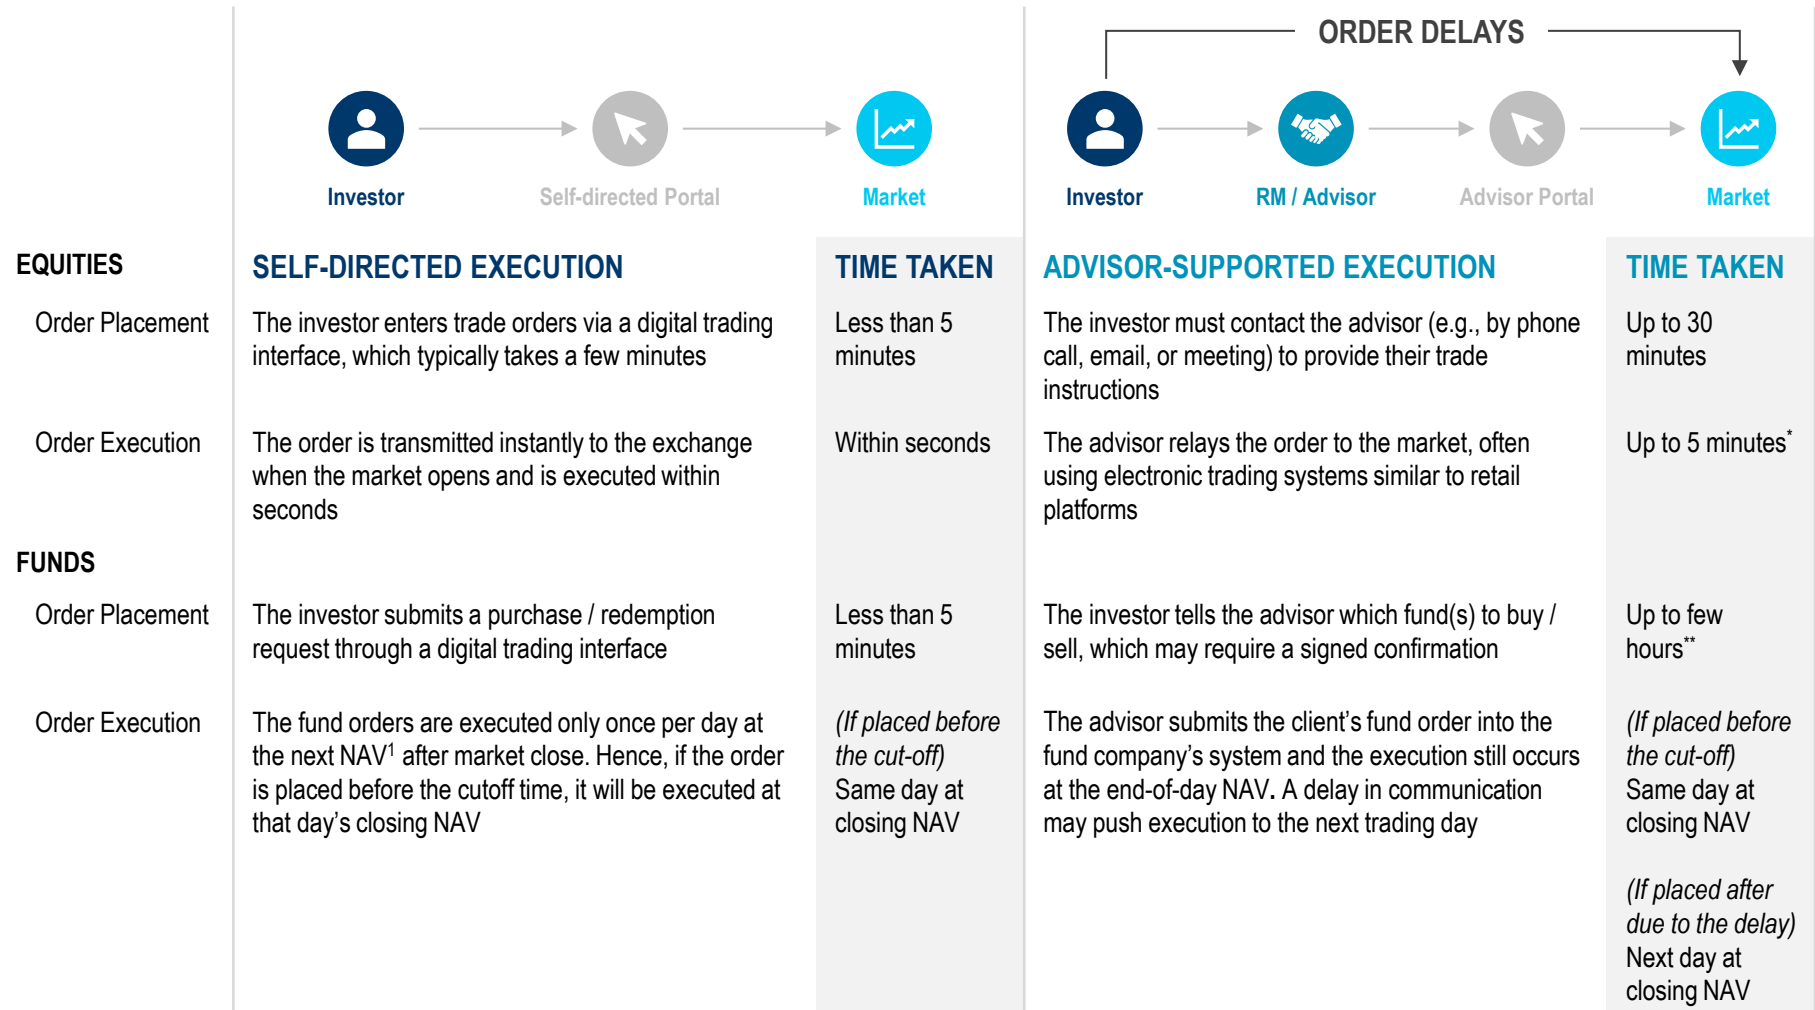 ORDER DELAYS
Investor
Self-directed Portal
Market
Investor
RM / Advisor
Advisor Portal
Market
EQUITIES
SELF-DIRECTED EXECUTION
TIME TAKEN
ADVISOR-SUPPORTED EXECUTION
TIME TAKEN
Order Placement
The investor enters trade orders via a digital trading
interface, which typically takes a few minutes
Less than 5
minutes
The investor must contact the advisor (e.g., by phone
call, email, or meeting) to provide their trade
instructions
Up to 30
minutes
Order Execution
The order is transmitted instantly to the exchange
when the market opens and is executed within
seconds
Within seconds
The advisor relays the order to the market, often
using electronic trading systems similar to retail
platforms
Up to 5 minutes*
FUNDS
Order Placement
The investor submits a purchase / redemption
request through a digital trading interface
Less than 5
minutes
The investor tells the advisor which fund(s) to buy /
sell, which may require a signed confirmation
Up to few
hours**
Order Execution
The fund orders are executed only once per day at
the next NAV¹ after market close. Hence, if the order
is placed before the cutoff time, it will be executed at
that day’s closing NAV
(If placed before
the cut-off)
Same day at
closing NAV
The advisor submits the client’s fund order into the
fund company’s system and the execution still occurs
at the end-of-day NAV. A delay in communication
may push execution to the next trading day
(If placed before
the cut-off)
Same day at
closing NAV
(If placed after
due to the delay)
Next day at
closing NAV